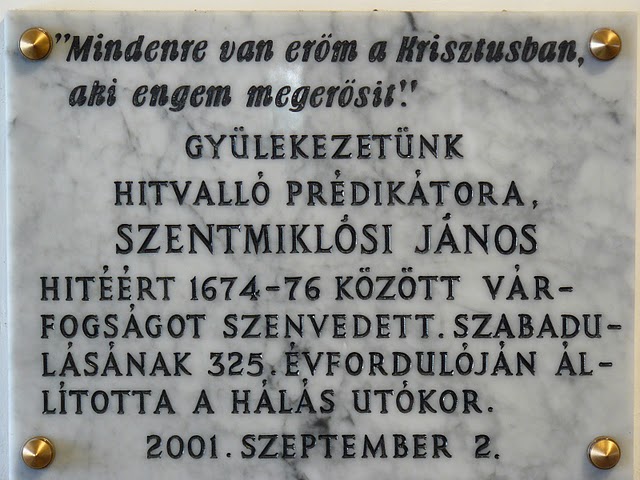 "Mindenre van erőm a Krisztusban,
aki engem megerősit."
GYÜLEKEZETÜNK
HITVALLÓ PRÉDIKÁTORA,
SZENTMIKLÓSI JÁNOS
HITÉÉRT 1674-76 KÖZÖTT VÁR-
FOGSÁGOT SZENVEDETT. SZABADU-
LÁSÁNAK 325. ÉVFORDULÓJÁN ÁL-
LÍTOTTA A HÁLÁS UTÓKOR.
2001. SZEPTEMBER 2.